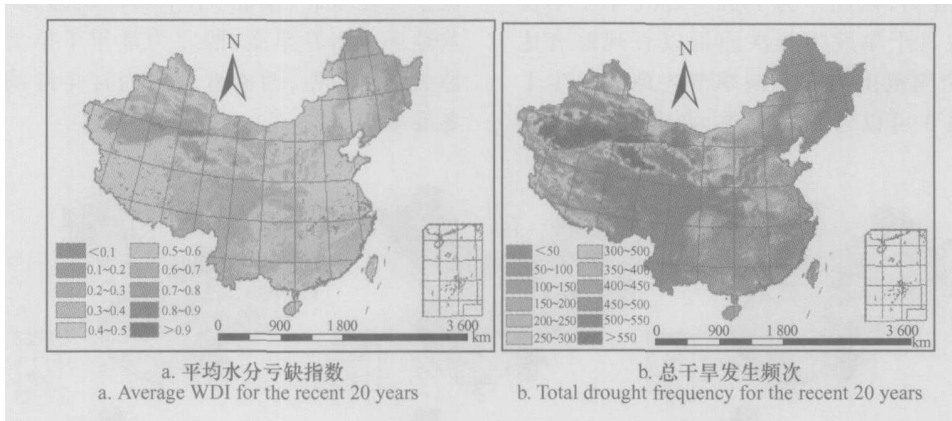 N
<0.1 0.5~0.6
0.1~0.2 0.6~0.7
0.2~0.3 0.7~0.8
0.3~0.4 0.8~0.9
0.4~0.5 >0.9
0 900 1 800 3 600
km
a. 平均水分亏缺指数
a. Average WDI for the recent 20 years
N
<50 300~500
50~100 350~400
100~150 400~450
150~200 450~500
200~250 500~550
250~300 >550
0 900 1 800 3 600
km
b. 总干旱发生频次
b. Total drought frequency for the recent 20 years